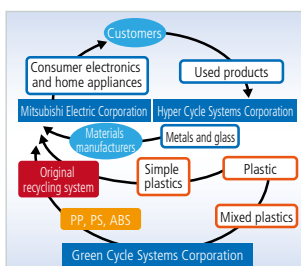 Customers
Consumer electronics
and home appliances
Used products
Mitsubishi Electric Corporation
Hyper Cycle Systems Corporation
Materials
manufacturers
Metals and glass
Original
recycling system
Simple
plastics
Plastic
PP, PS, ABS
Mixed plastics
Green Cycle Systems Corporation